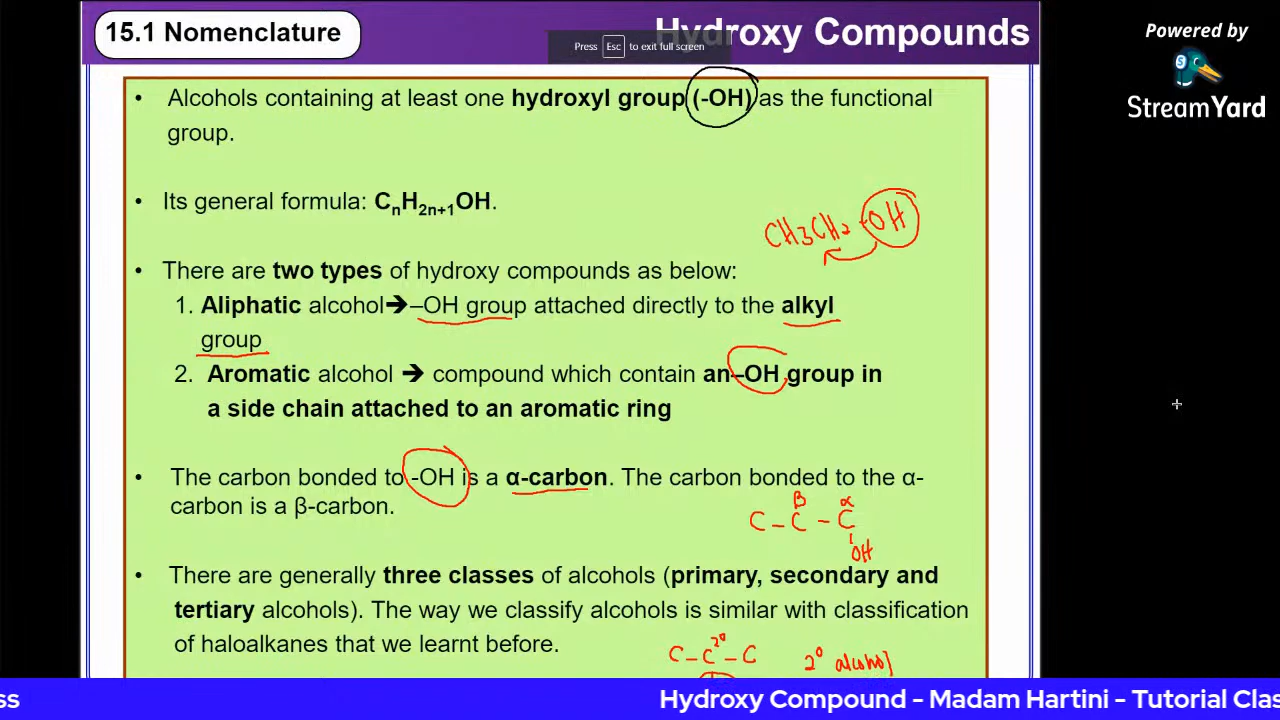 15.1 Nomenclature
Hydroxy Compounds
Press Esc to exit full screen
Powered by
StreamYard
• Alcohols containing at least one hydroxyl group (-OH) as the functional
group.
• Its general formula: CnH2n+1OH.
CH3CH2-OH
• There are two types of hydroxy compounds as below:
1. Aliphatic alcohol➔–OH group attached directly to the alkyl
group
2. Aromatic alcohol ➔ compound which contain an–OH group in
a side chain attached to an aromatic ring
• The carbon bonded to -OH is a α-carbon. The carbon bonded to the α-
carbon is a β-carbon.
β α
C - C - C
OH
• There are generally three classes of alcohols (primary, secondary and
tertiary alcohols). The way we classify alcohols is similar with classification
of haloalkanes that we learnt before.
C - C2° - C 2° alcohol
ss
Hydroxy Compound - Madam Hartini - Tutorial Clas